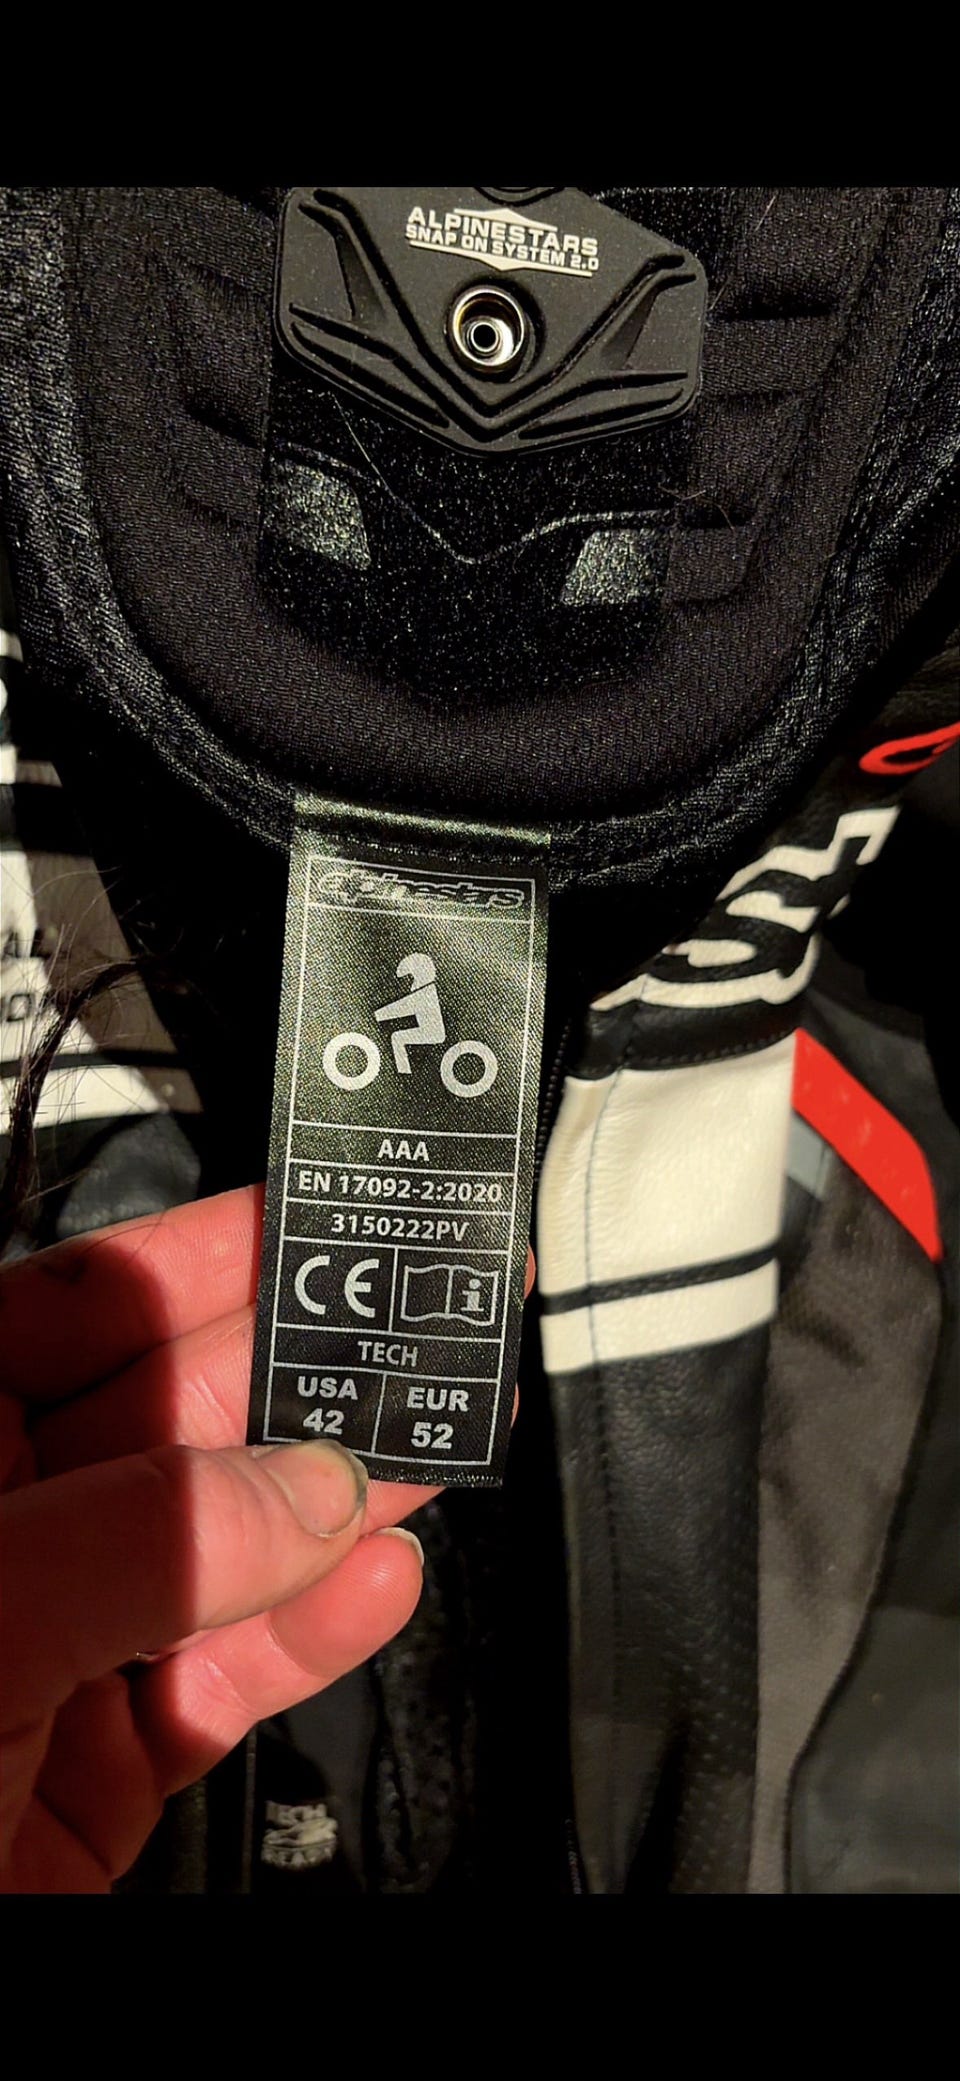 ALPINESTARS
SNAP ON SYSTEM 2.0
alpinestars
AAA
EN 17092-2:2020
3150222PV
CE
i
TECH
USA
42
EUR
52